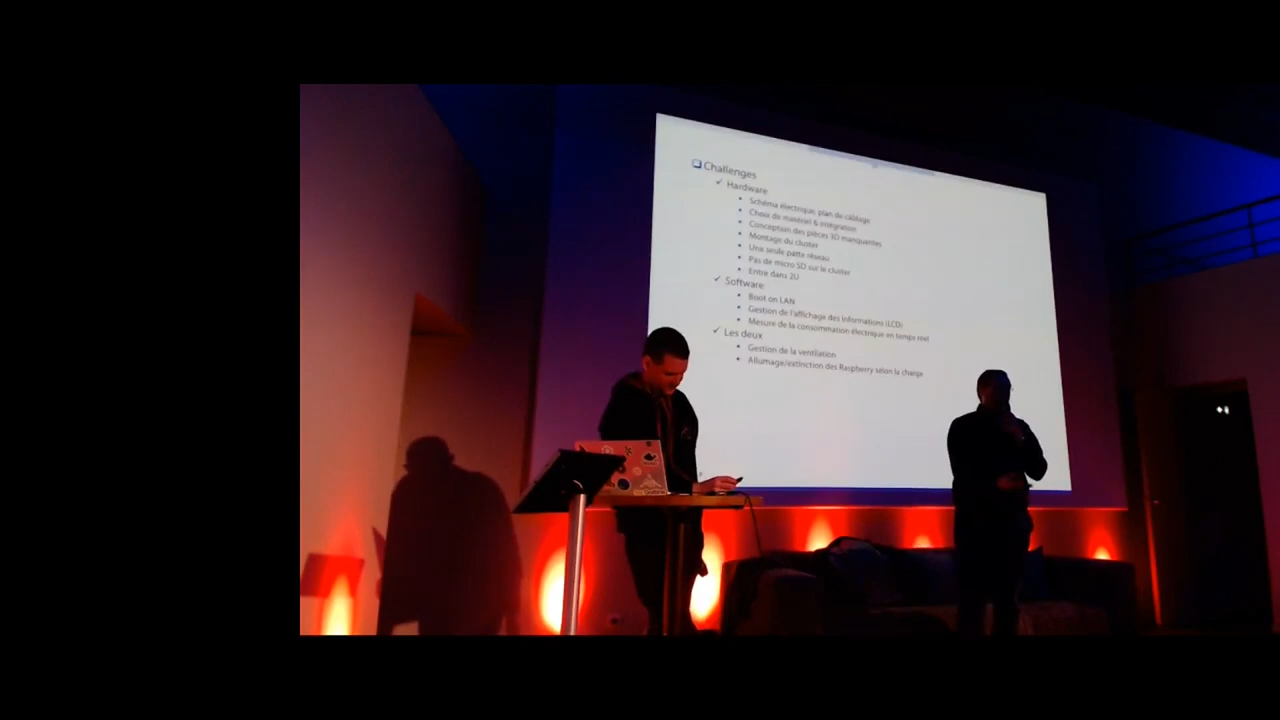 Challenges
Hardware
Schéma électrique, plan de câblage
Choix de matériel & intégration
Conception des pièces 3D manquantes
Montage du cluster
Une seule patte réseau
Pas de micro SD sur le cluster
Entre dans 2U
Software
Boot on LAN
Gestion de l'affichage des informations (LCD)
Mesure de la consommation électrique en temps réel
Les deux
Gestion de la ventilation
Allumage/extinction des Raspberry selon la charge